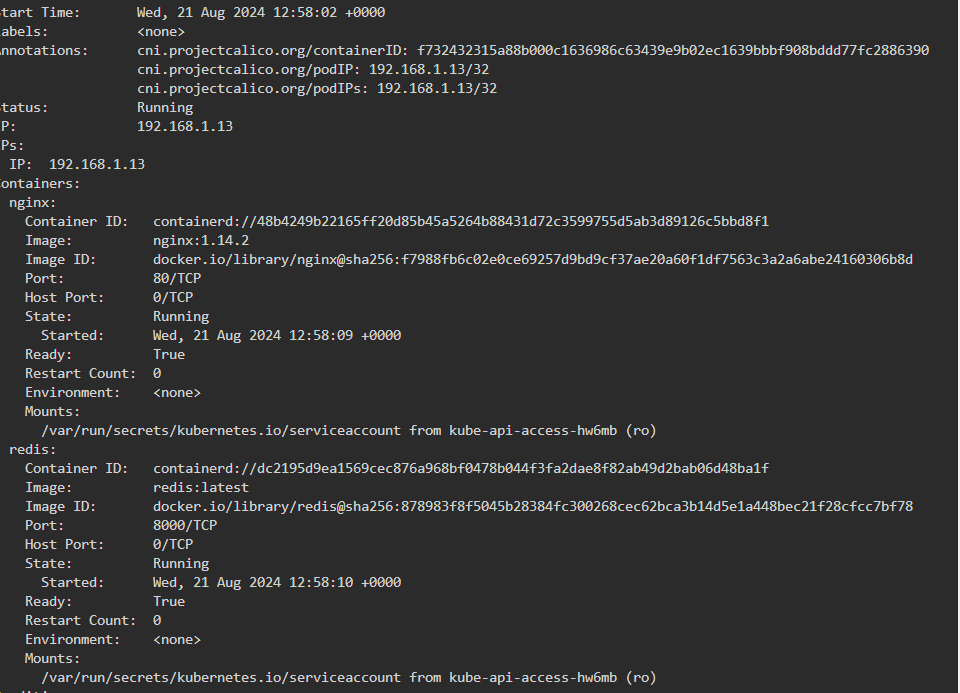 tart Time:       Wed, 21 Aug 2024 12:58:02 +0000
abels:           <none>
nnotations:      cni.projectcalico.org/containerID: f732432315a88b000c1636986c63439e9b02ec1639bbbf908bddd77fc2886390
                 cni.projectcalico.org/podIP: 192.168.1.13/32
                 cni.projectcalico.org/podIPs: 192.168.1.13/32
tatus:           Running
P:               192.168.1.13
Ps:
  IP:  192.168.1.13
ontainers:
  nginx:
    Container ID:   containerd://48b4249b22165ff20d85b45a5264b88431d72c3599755d5ab3d89126c5bbd8f1
    Image:          nginx:1.14.2
    Image ID:       docker.io/library/nginx@sha256:f7988fb6c02e0ce69257d9bd9cf37ae20a60f1df7563c3a2a6abe24160306b8d
    Port:           80/TCP
    Host Port:      0/TCP
    State:          Running
      Started:      Wed, 21 Aug 2024 12:58:09 +0000
    Ready:          True
    Restart Count:  0
    Environment:    <none>
    Mounts:
      /var/run/secrets/kubernetes.io/serviceaccount from kube-api-access-hw6mb (ro)
  redis:
    Container ID:   containerd://dc2195d9ea1569cec876a968bf0478b044f3fa2dae8f82ab49d2bab06d48ba1f
    Image:          redis:latest
    Image ID:       docker.io/library/redis@sha256:878983f8f5045b28384fc300268cec62bca3b14d5e1a448bec21f28cfcc7bf78
    Port:           8000/TCP
    Host Port:      0/TCP
    State:          Running
      Started:      Wed, 21 Aug 2024 12:58:10 +0000
    Ready:          True
    Restart Count:  0
    Environment:    <none>
    Mounts:
      /var/run/secrets/kubernetes.io/serviceaccount from kube-api-access-hw6mb (ro)